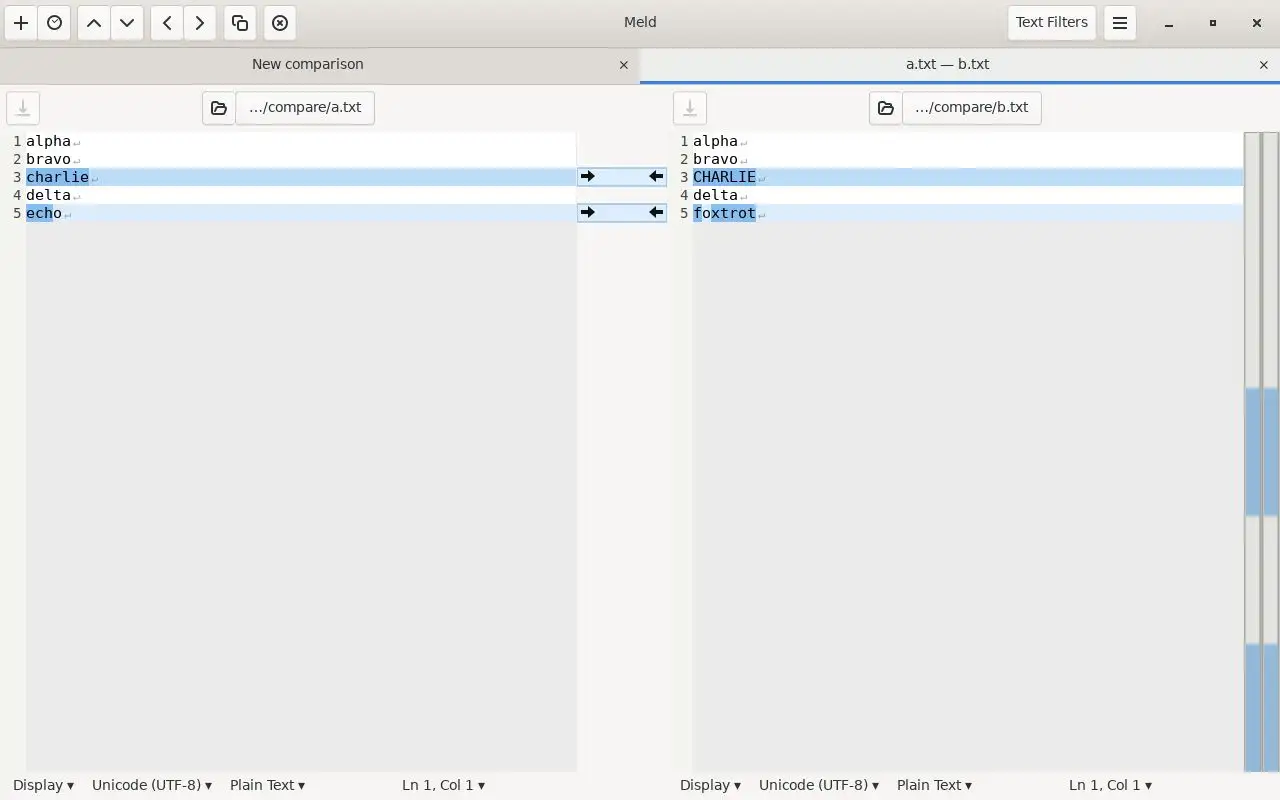 Meld
Text Filters
New comparison
a.txt — b.txt
.../compare/a.txt
.../compare/b.txt
1 alpha
2 bravo
3 charlie
4 delta
5 echo
1 alpha
2 bravo
3 CHARLIE
4 delta
5 foxtrot
Display ▾ Unicode (UTF-8) ▾ Plain Text ▾ Ln 1, Col 1 ▾
Display ▾ Unicode (UTF-8) ▾ Plain Text ▾ Ln 1, Col 1 ▾